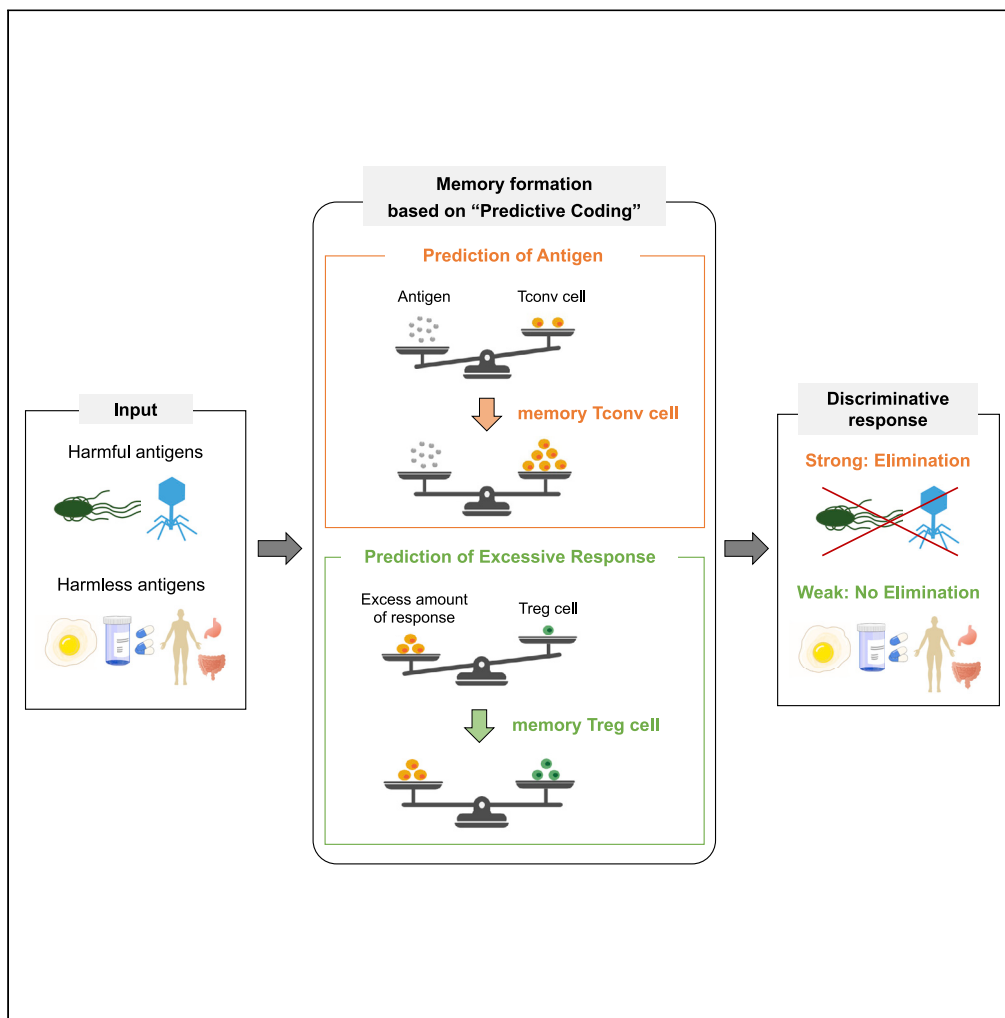 Input
Harmful antigens
Harmless antigens
Memory formation
based on “Predictive Coding”
Prediction of Antigen
Antigen
Tconv cell
memory Tconv cell
Prediction of Excessive Response
Excess amount
of response
Treg cell
memory Treg cell
Discriminative
response
Strong: Elimination
Weak: No Elimination